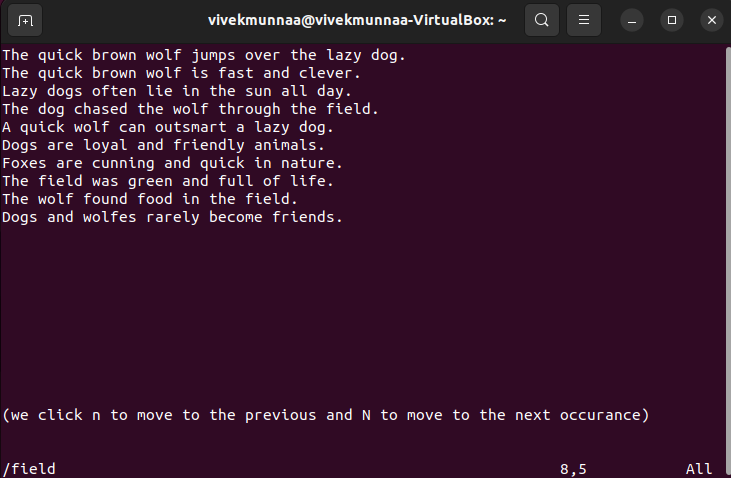 vivekmunnaa@vivekmunnaa-VirtualBox: ~
The quick brown wolf jumps over the lazy dog.
The quick brown wolf is fast and clever.
Lazy dogs often lie in the sun all day.
The dog chased the wolf through the field.
A quick wolf can outsmart a lazy dog.
Dogs are loyal and friendly animals.
Foxes are cunning and quick in nature.
The field was green and full of life.
The wolf found food in the field.
Dogs and wolfes rarely become friends.
(we click n to move to the previous and N to move to the next occurance)
/field 8,5 All